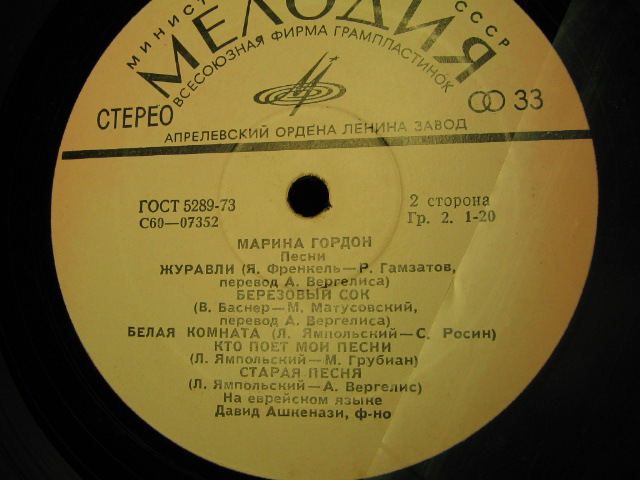 МИНИСТ СССР
МЕЛОДИЯ
ВСЕСОЮЗНАЯ ФИРМА ГРАМПЛАСТИНОК
СТЕРЕО
33
АПРЕЛЕВСКИЙ ОРДЕНА ЛЕНИНА ЗАВОД
ГОСТ 5289-73
2 сторона
С60—07352
Гр. 2. 1-20
МАРИНА ГОРДОН
Песни
ЖУРАВЛИ (Я. Френкель—Р. Гамзатов,
перевод А. Вергелиса)
БЕРЕЗОВЫЙ СОК
(В. Баснер—М. Матусовский,
перевод А. Вергелиса)
БЕЛАЯ КОМНАТА (Л. Ямпольский—С. Росин)
КТО ПОЕТ МОИ ПЕСНИ
(Л. Ямпольский—М. Грубиан)
СТАРАЯ ПЕСНЯ
(Л. Ямпольский—А. Вергелис)
На еврейском языке
Давид Ашкенази, ф-но